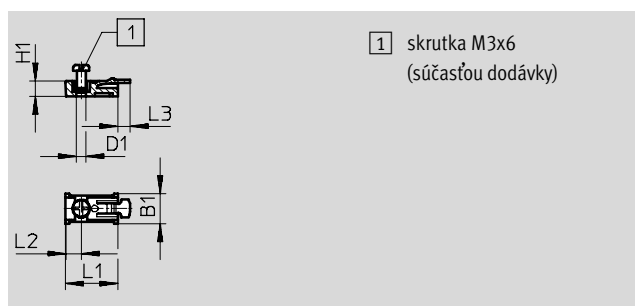 1
H1
L3
D1
B1
L2
L1
1 skrutka M3x6
(súčasťou dodávky)